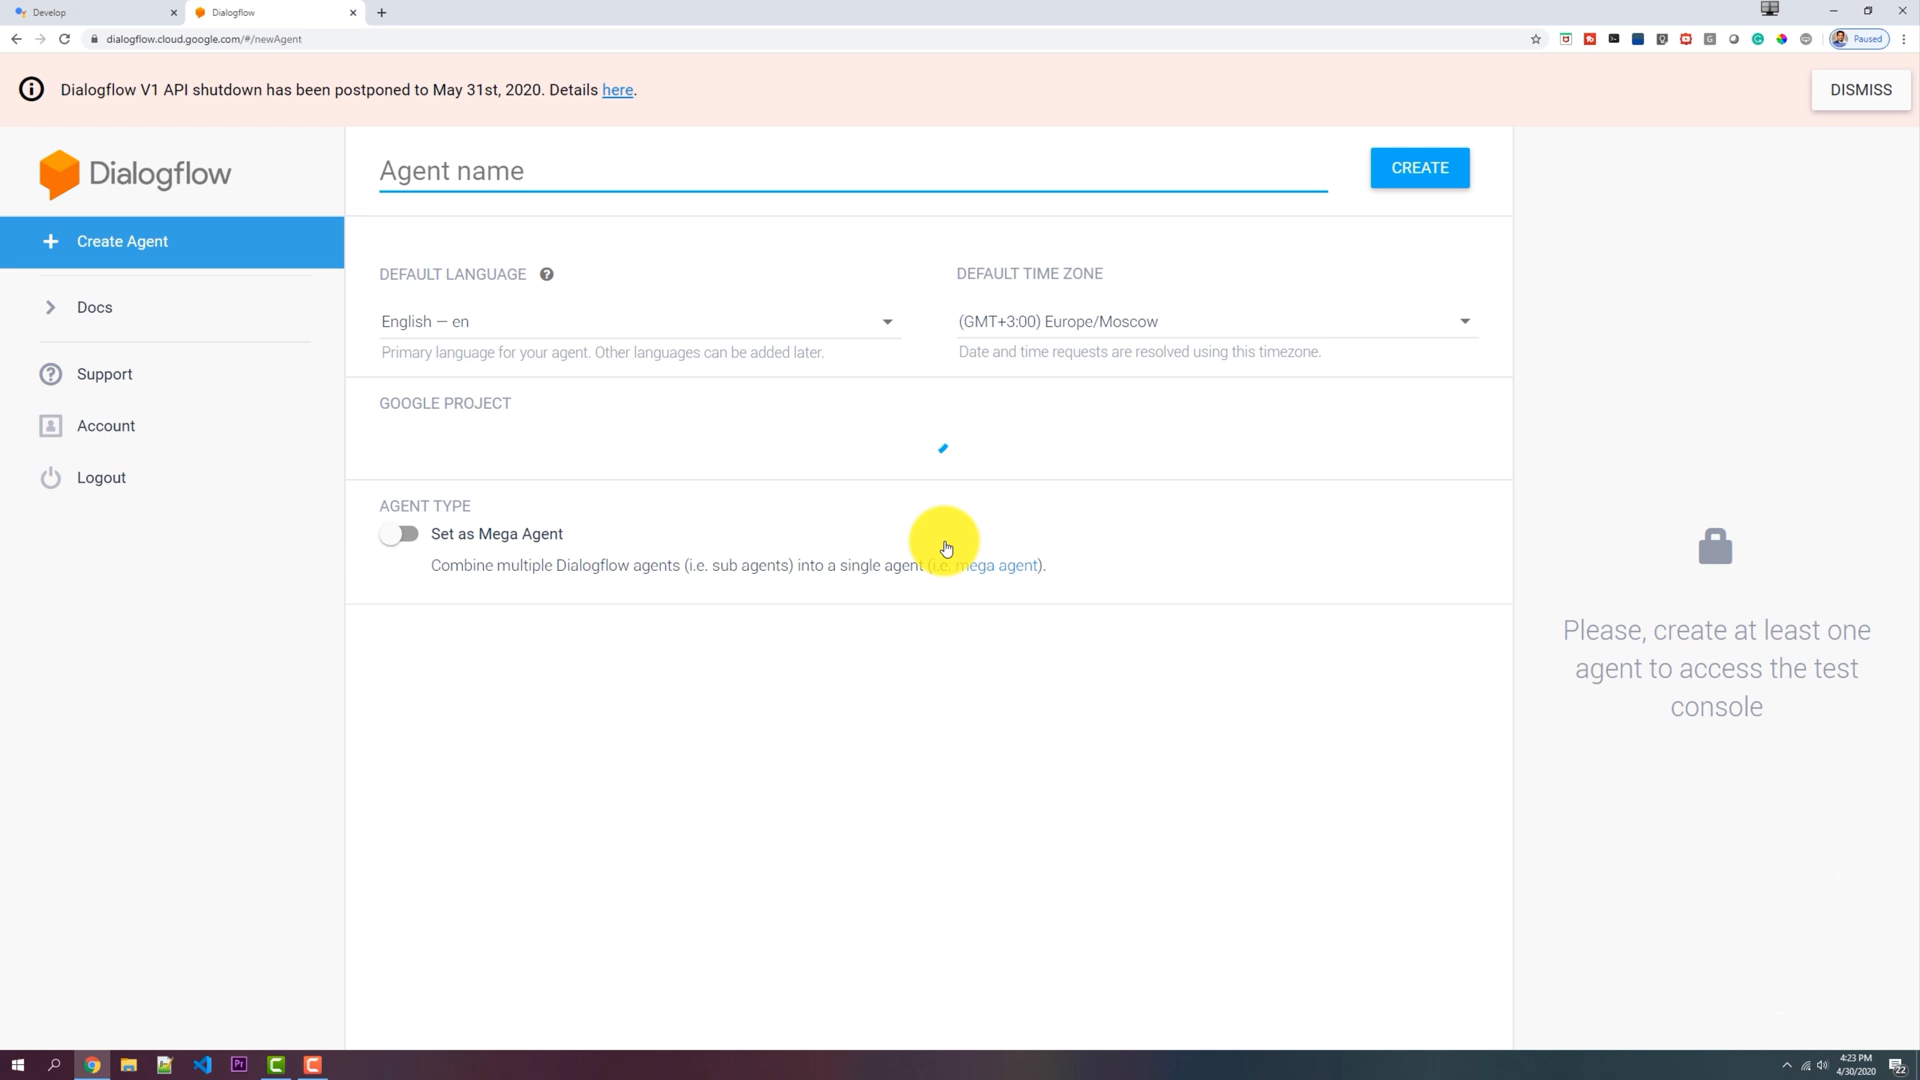 Develop
Dialogflow
dialogflow.cloud.google.com/#/newAgent
Paused
Dialogflow V1 API shutdown has been postponed to May 31st, 2020. Details here.
DISMISS
Dialogflow
Agent name
CREATE
Create Agent
DEFAULT LANGUAGE
DEFAULT TIME ZONE
Docs
English — en
(GMT+3:00) Europe/Moscow
Primary language for your agent. Other languages can be added later.
Date and time requests are resolved using this timezone.
Support
GOOGLE PROJECT
Account
Logout
AGENT TYPE
Set as Mega Agent
Combine multiple Dialogflow agents (i.e. sub agents) into a single agent (i.e. mega agent).
Please, create at least one
agent to access the test
console
Pr
4:23 PM
4/30/2020
22